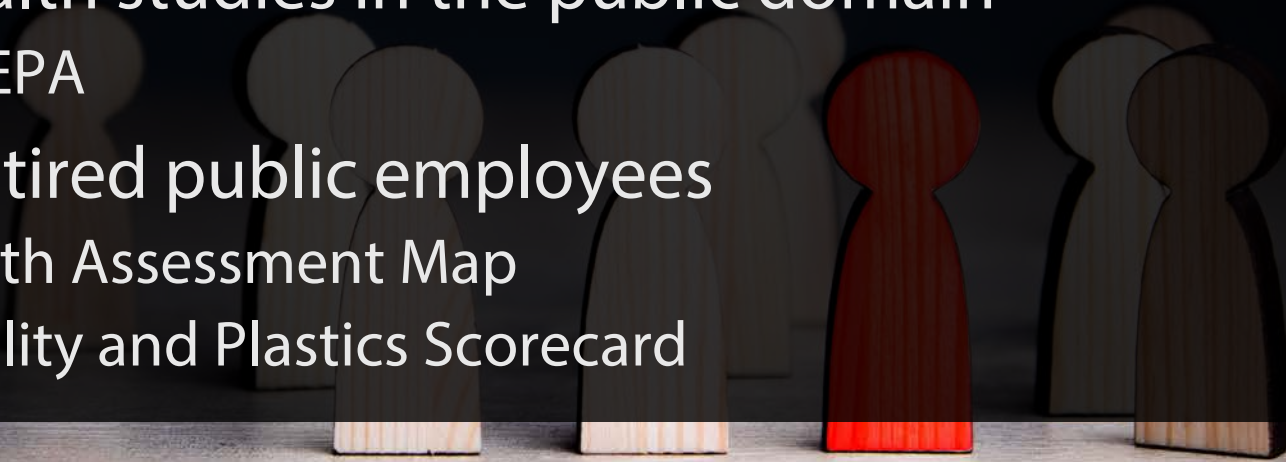 studies in the public domain
EPA
tired public employees
th Assessment Map
lity and Plastics Scorecard